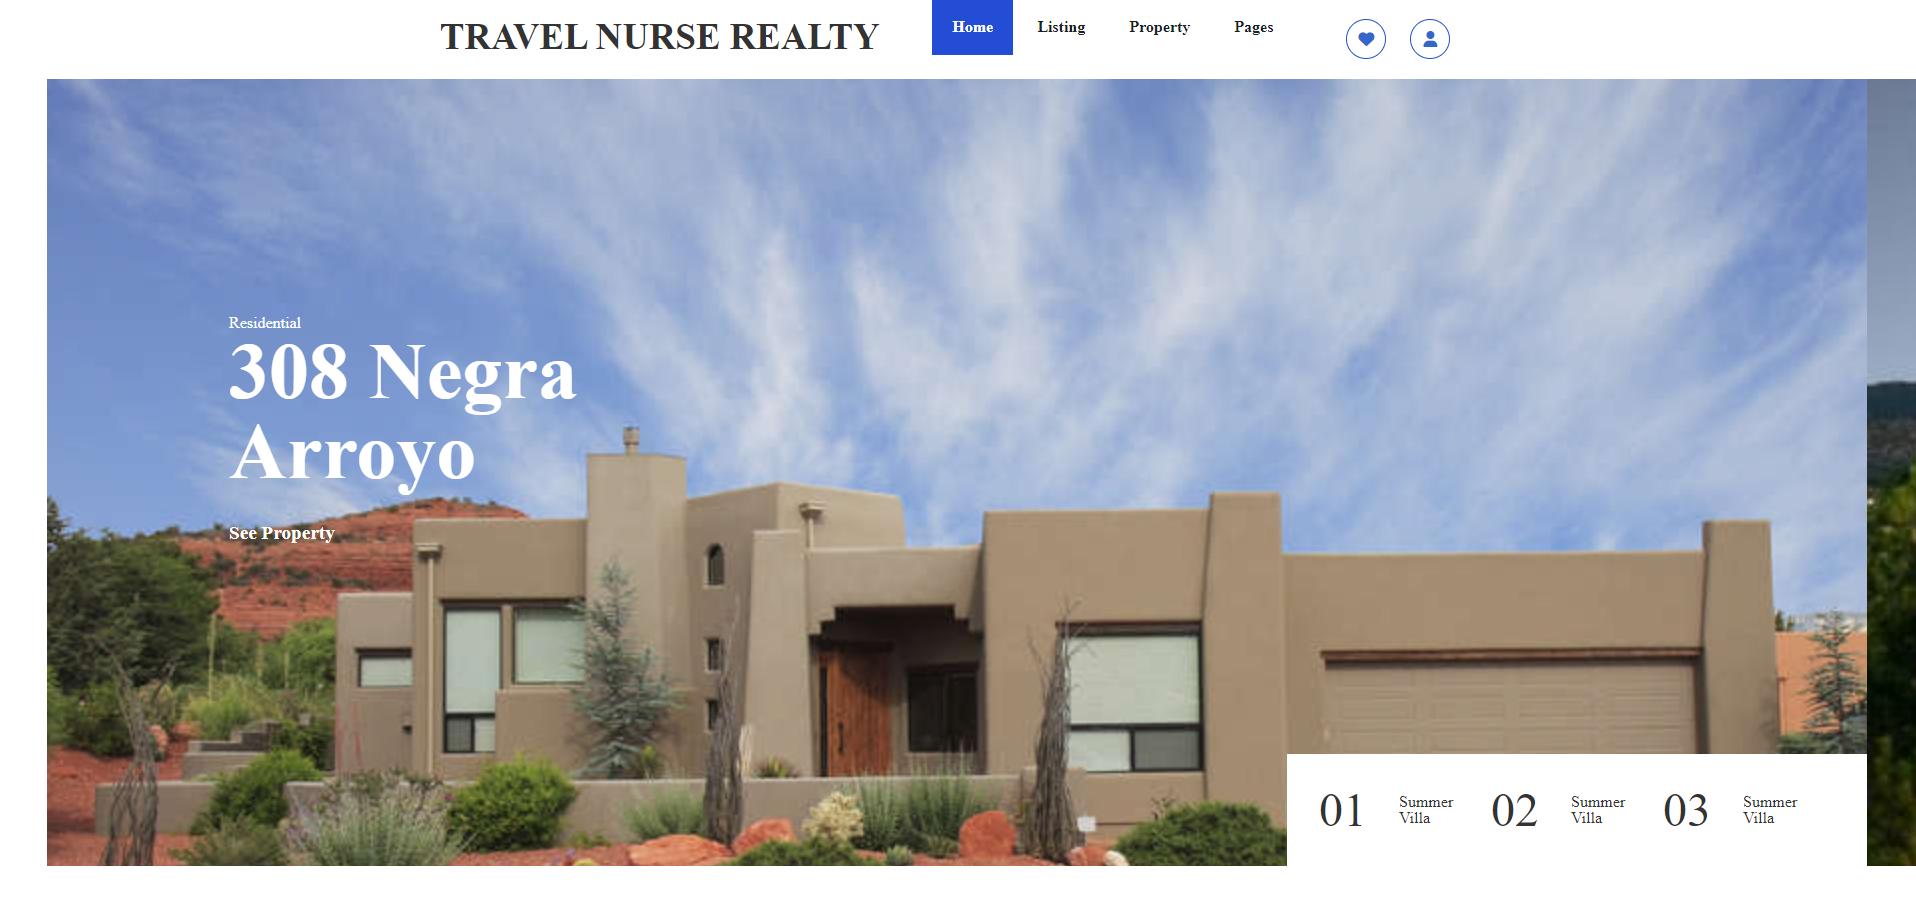 TRAVEL NURSE REALTY
Home
Listing
Property
Pages
Residential
308 Negra
Arroyo
See Property
01
Summer
Villa
02
Summer
Villa
03
Summer
Villa